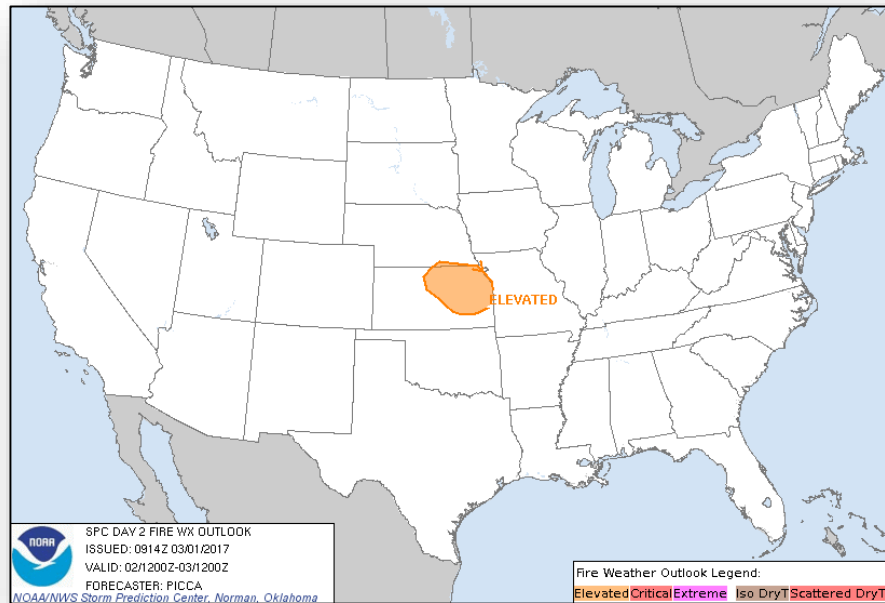 ELEVATED
noaa
SPC DAY 2 FIRE WX OUTLOOK
ISSUED: 0914Z 03/01/2017
VALID: 02/1200Z-03/1200Z
FORECASTER: PICCA
NOAA/NWS Storm Prediction Center, Norman, Oklahoma
Fire Weather Outlook Legend:
Elevated Critical Extreme Iso DryT Scattered DryT